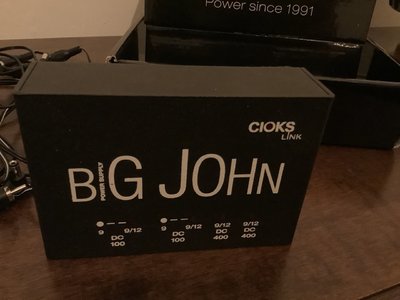 Power since 1991
CIOKS
LINK
BIG JOHN
POWER SUPPLY
9 9/12 9 9/12 9/12 9/12
DC DC DC DC
100 100 400 400